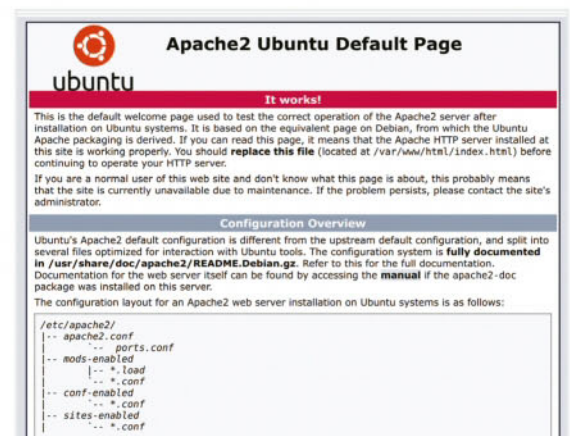 Apache2 Ubuntu Default Page
ubuntu
It works!
This is the default welcome page used to test the correct operation of the Apache2 server after
installation on Ubuntu systems. It is based on the equivalent page on Debian, from which the Ubuntu
Apache packaging is derived. If you can read this page, it means that the Apache HTTP server installed at
this site is working properly. You should replace this file (located at /var/www/html/index.html) before
continuing to operate your HTTP server.
If you are a normal user of this web site and don't know what this page is about, this probably means
that the site is currently unavailable due to maintenance. If the problem persists, please contact the site's
administrator.
Configuration Overview
Ubuntu's Apache2 default configuration is different from the upstream default configuration, and split into
several files optimized for interaction with Ubuntu tools. The configuration system is fully documented
in /usr/share/doc/apache2/README.Debian.gz. Refer to this for the full documentation.
Documentation for the web server itself can be found by accessing the manual if the apache2-doc
package was installed on this server.
The configuration layout for an Apache2 web server installation on Ubuntu systems is as follows:
/etc/apache2/
|-- apache2.conf
|       `--  ports.conf
|-- mods-enabled
|       |-- *.load
|       `-- *.conf
|-- conf-enabled
|       `-- *.conf
|-- sites-enabled
|       `-- *.conf